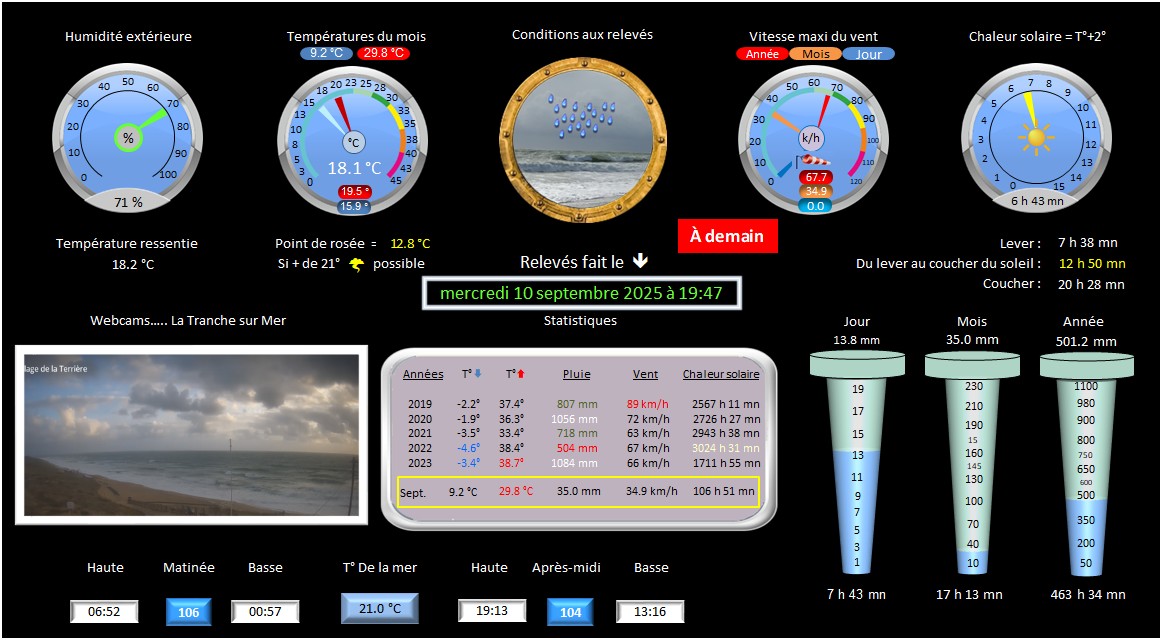 Humidité extérieure
Températures du mois
Conditions aux relevés
Vitesse maxi du vent
Chaleur solaire = T°+2°
9.2 °C 29.8 °C
Année Mois Jour
0 10 20 30 40 50 60 70 80 90 100
%
71 %
0 3 5 8 10 13 15 18 20 23 25 28 30 33 35 38 40 43 45
°C
18.1 °C
19.5 °
15.9 °
0 10 20 30 40 50 60 70 80 90 100 110 120
k/h
67.7
34.9
0.0
0 1 2 3 4 5 6 7 8 9 10 11 12 13 14 15
6 h 43 mn
Température ressentie
18.2 °C
Point de rosée = 12.8 °C
Si + de 21° possible
À demain
Relevés fait le
mercredi 10 septembre 2025 à 19:47
Lever : 7 h 38 mn
Du lever au coucher du soleil : 12 h 50 mn
Coucher : 20 h 28 mn
Webcams..... La Tranche sur Mer
lage de la Terrière
Statistiques
Années T° T° Pluie Vent Chaleur solaire
2019 -2.2° 37.4° 807 mm 89 km/h 2567 h 11 mn
2020 -1.9° 36.3° 1056 mm 72 km/h 2726 h 27 mn
2021 -3.5° 33.4° 718 mm 63 km/h 2943 h 38 mn
2022 -4.6° 38.4° 504 mm 67 km/h 3024 h 31 mn
2023 -3.4° 38.7° 1084 mm 66 km/h 1711 h 55 mn
Sept. 9.2 °C 29.8 °C 35.0 mm 34.9 km/h 106 h 51 mn
Jour
13.8 mm
19
17
15
13
11
9
7
5
3
1
7 h 43 mn
Mois
35.0 mm
230
210
190
15
160
145
130
100
70
40
10
17 h 13 mn
Année
501.2 mm
1100
980
900
800
750
650
600
500
350
200
50
463 h 34 mn
Haute Matinée Basse
06:52 106 00:57
T° De la mer
21.0 °C
Haute Après-midi Basse
19:13 104 13:16